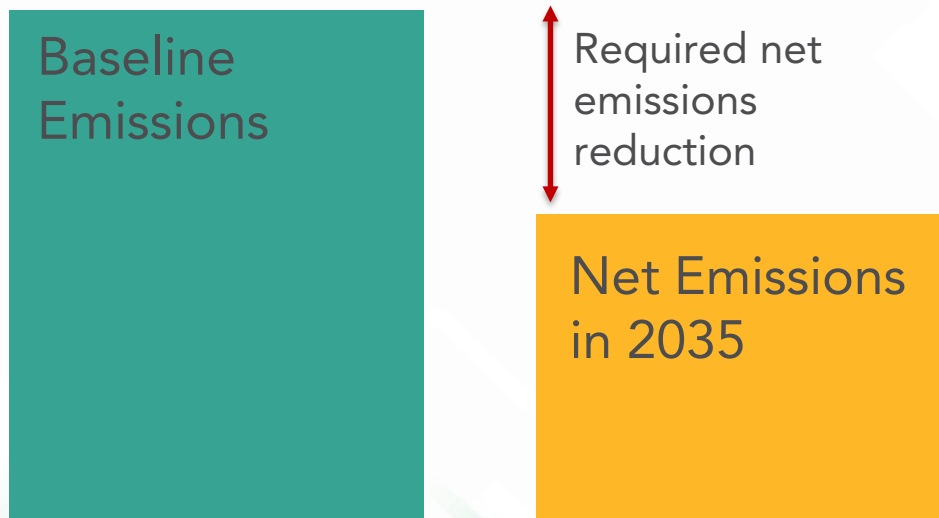 Baseline
Emissions
Required net
emissions
reduction
Net Emissions
in 2035